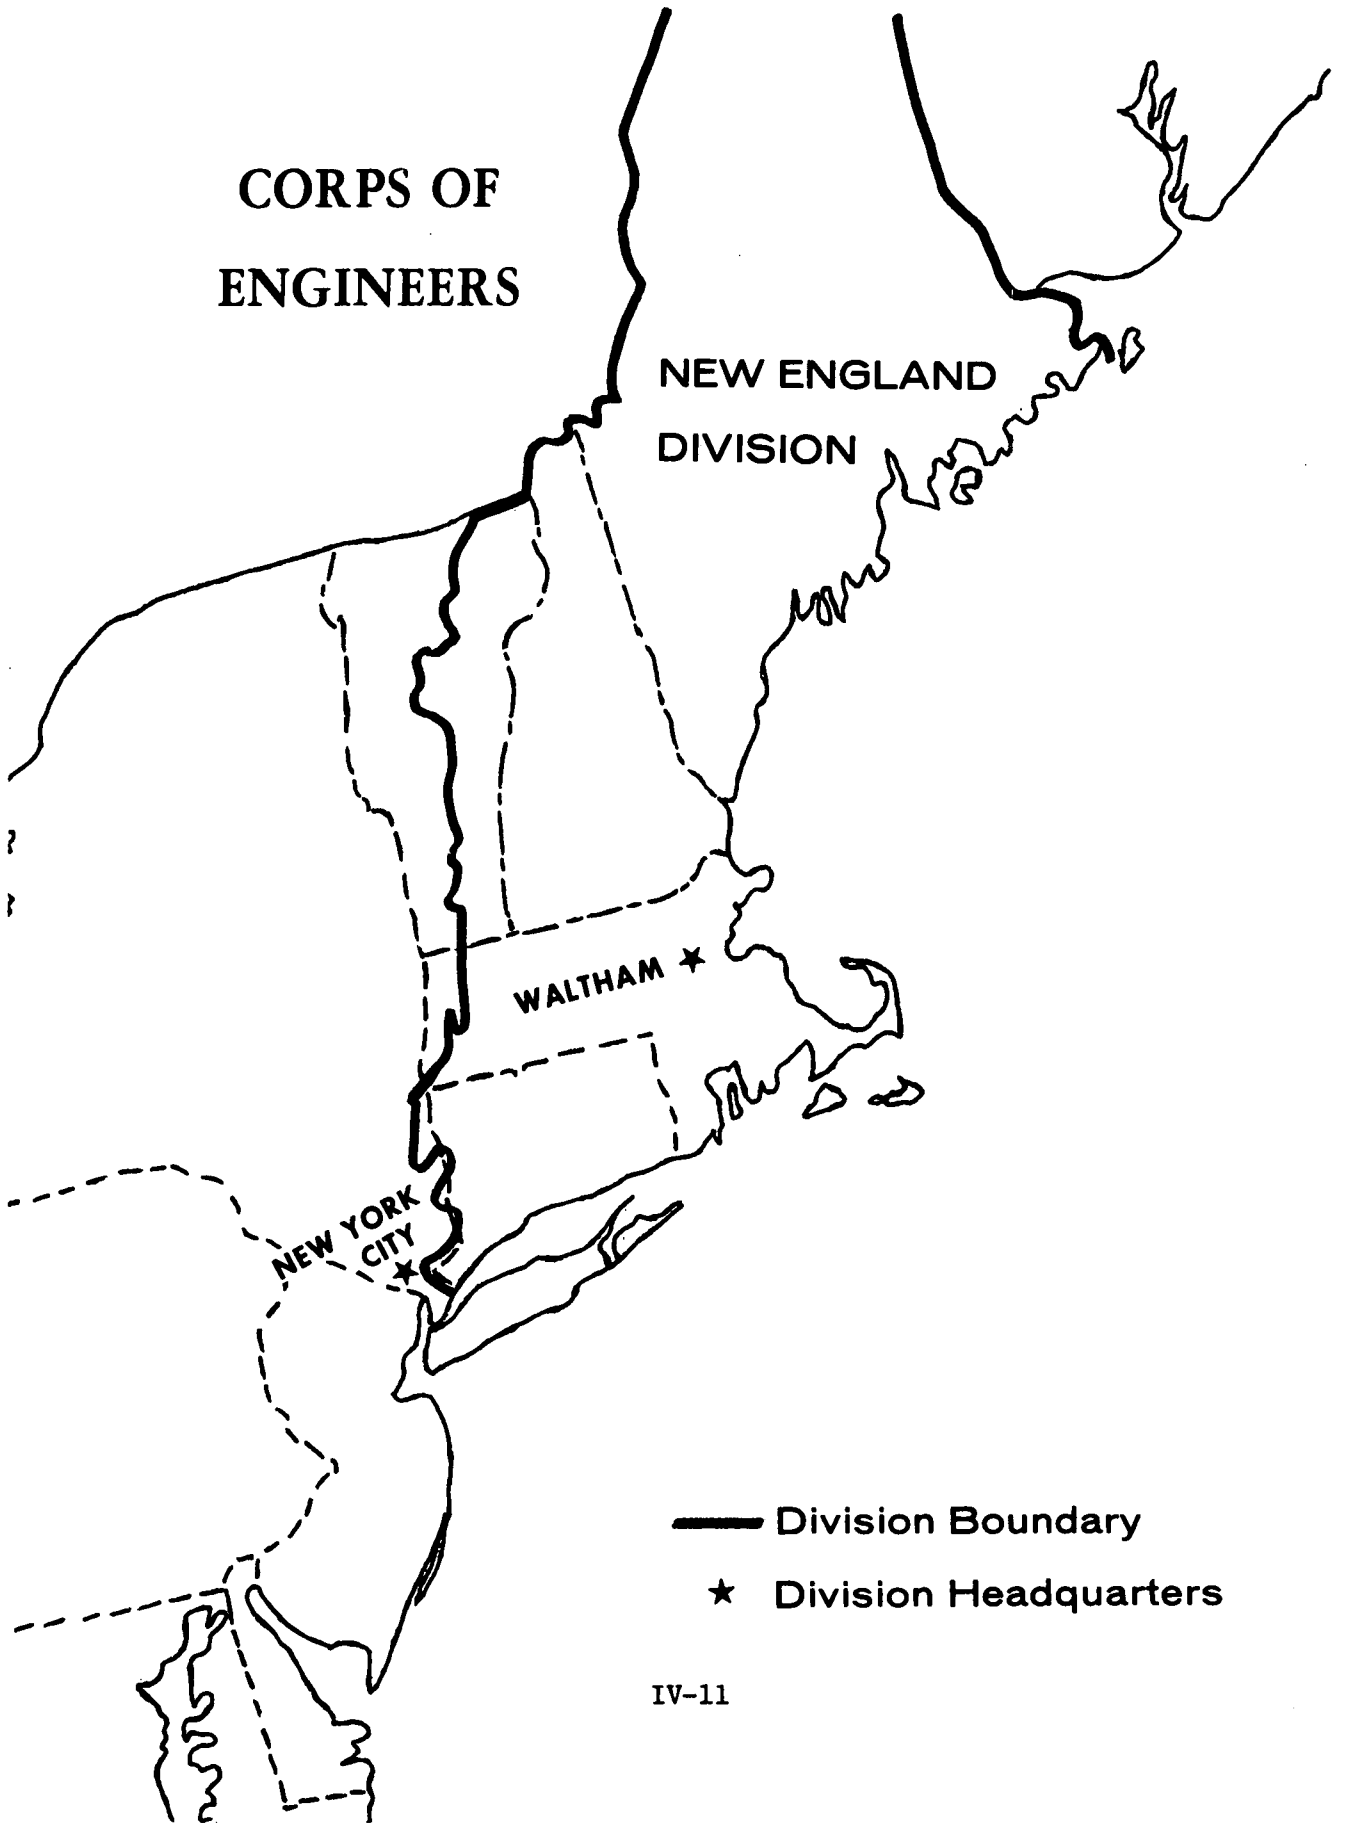 CORPS OF
ENGINEERS
NEW ENGLAND
DIVISION
WALTHAM
NEW YORK
CITY
Division Boundary
Division Headquarters
IV-11